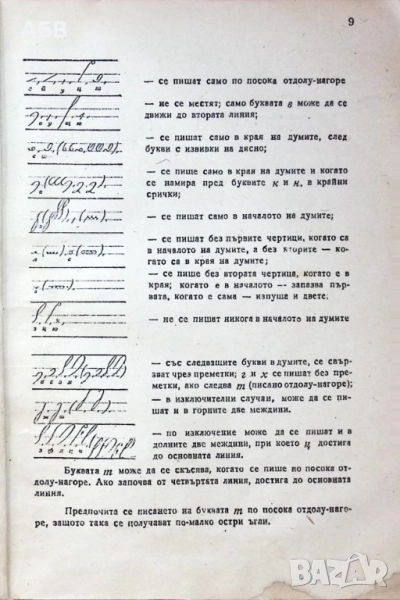 АБВ
9
— се пишат само по посока отдолу-нагоре
— не се местят; само буквата в може да се
движи до втората линия;
— се пишат само в края на думите, след
букви с извивки на дясно;
— се пише само в края на думите и когато
се намира пред буквите к и н, в крайни
срички;
— се пишат само в началото на думите;
— се пишат без първите чертици, когато са
в началото на думите, а без вторите — ко-
гато са в края на думите;
— се пише без втората чертица, когато е в
края; когато е в началото — запазва пър-
вата, когато е сама — изпуща и двете;
— не се пишат никога в началото на думите
— със следващите букви в думите, се свър-
зват чрез преметки; г и х се пишат без пре-
метки, ако следва т (писано отдолу-нагоре);
— в изключителни случаи, може да се пи-
шат и в горните две междини.
— по изключение може да се пишат и в
долните две междини, при което ц достига
до основната линия.
Буквата т може да се скъсява, когато се пише по посока от-
долу-нагоре. Ако започва от четвъртата линия, достига до основната
линия.
Предпочита се писането на буквата т по посока отдолу-наго-
ре, защото така се получават по-малко остри ъгли.
BAZAR